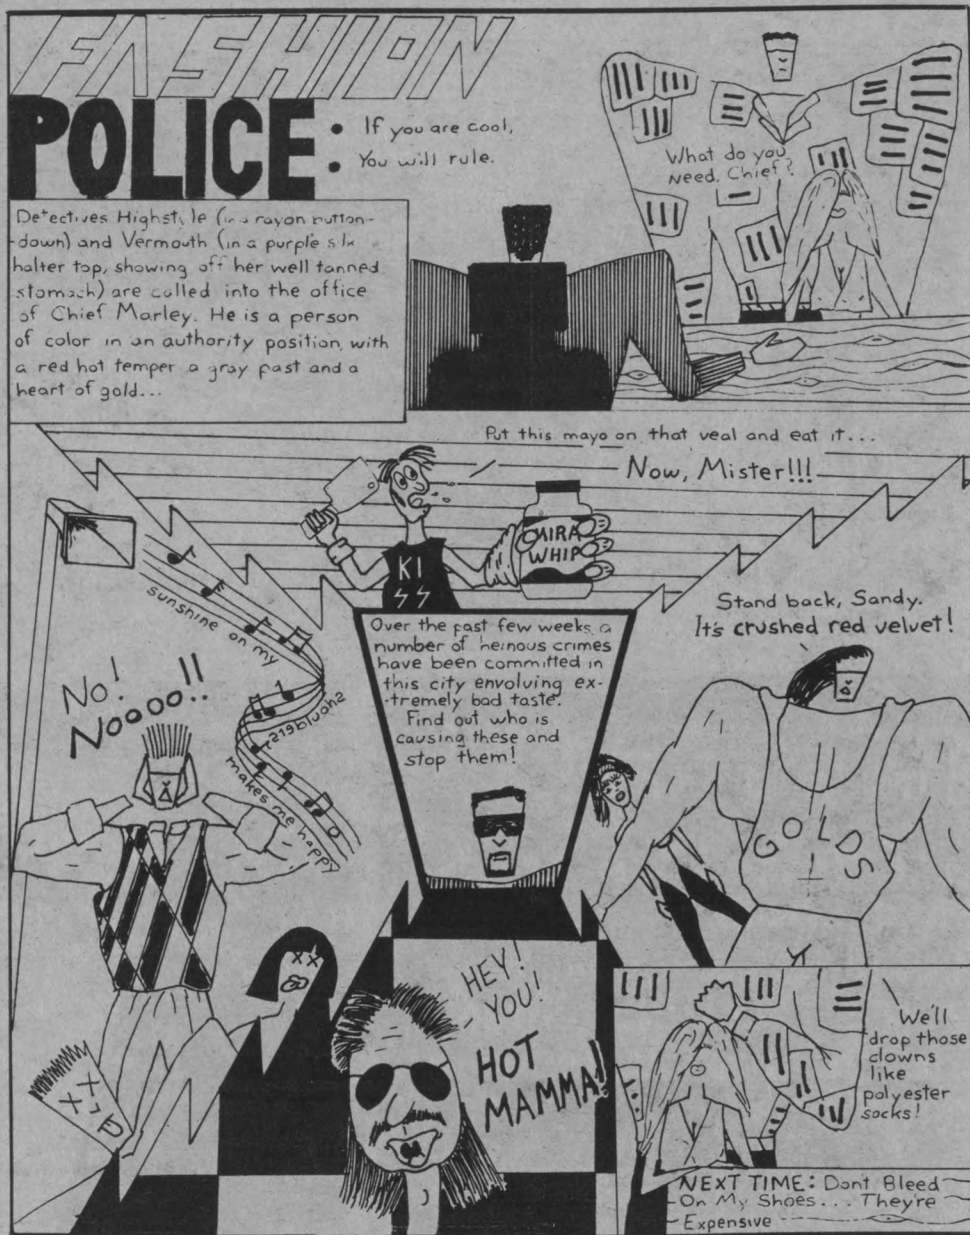 FASHION
POLICE:
If you are cool,
You will rule.
Detectives Highstyle (in a rayon button-
-down) and Vermouth (in a purple silk
halter top, showing off her well tanned
stomach) are called into the office
of Chief Marley. He is a person
of color in an authority position, with
a red hot temper a gray past and a
heart of gold...
What do you
need, Chief?
Put this mayo on that veal and eat it...
Now, Mister!!!
KI
SS
MIRA
WHIP
sunshine on my
shoulders
makes me happy
No!
Noooo!!
Over the past few weeks, a
number of heinous crimes
have been committed in
this city envolving ex-
-tremely bad taste.
Find out who is
causing these and
stop them!
Stand back, Sandy.
It's crushed red velvet!
GOLDS
HEY!
YOU!
HOT
MAMMA!
We'll
drop those
clowns
like
polyester
socks!
NEXT TIME: Dont Bleed
On My Shoes... They're
Expensive